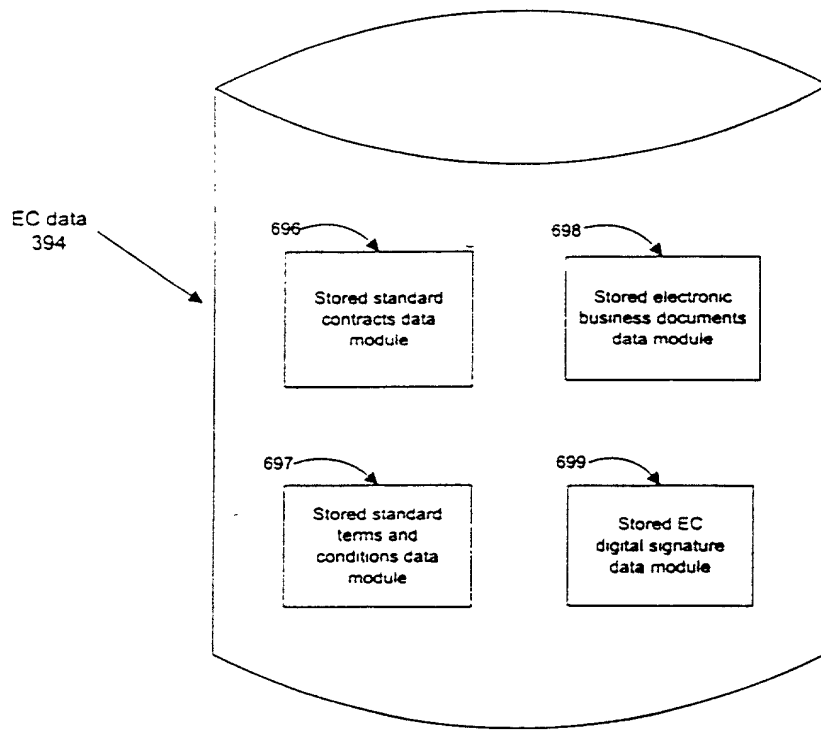 EC data
394
696
Stored standard
contracts data
module
698
Stored electronic
business documents
data module
697
Stored standard
terms and
conditions data
module
699
Stored EC
digital signature
data module